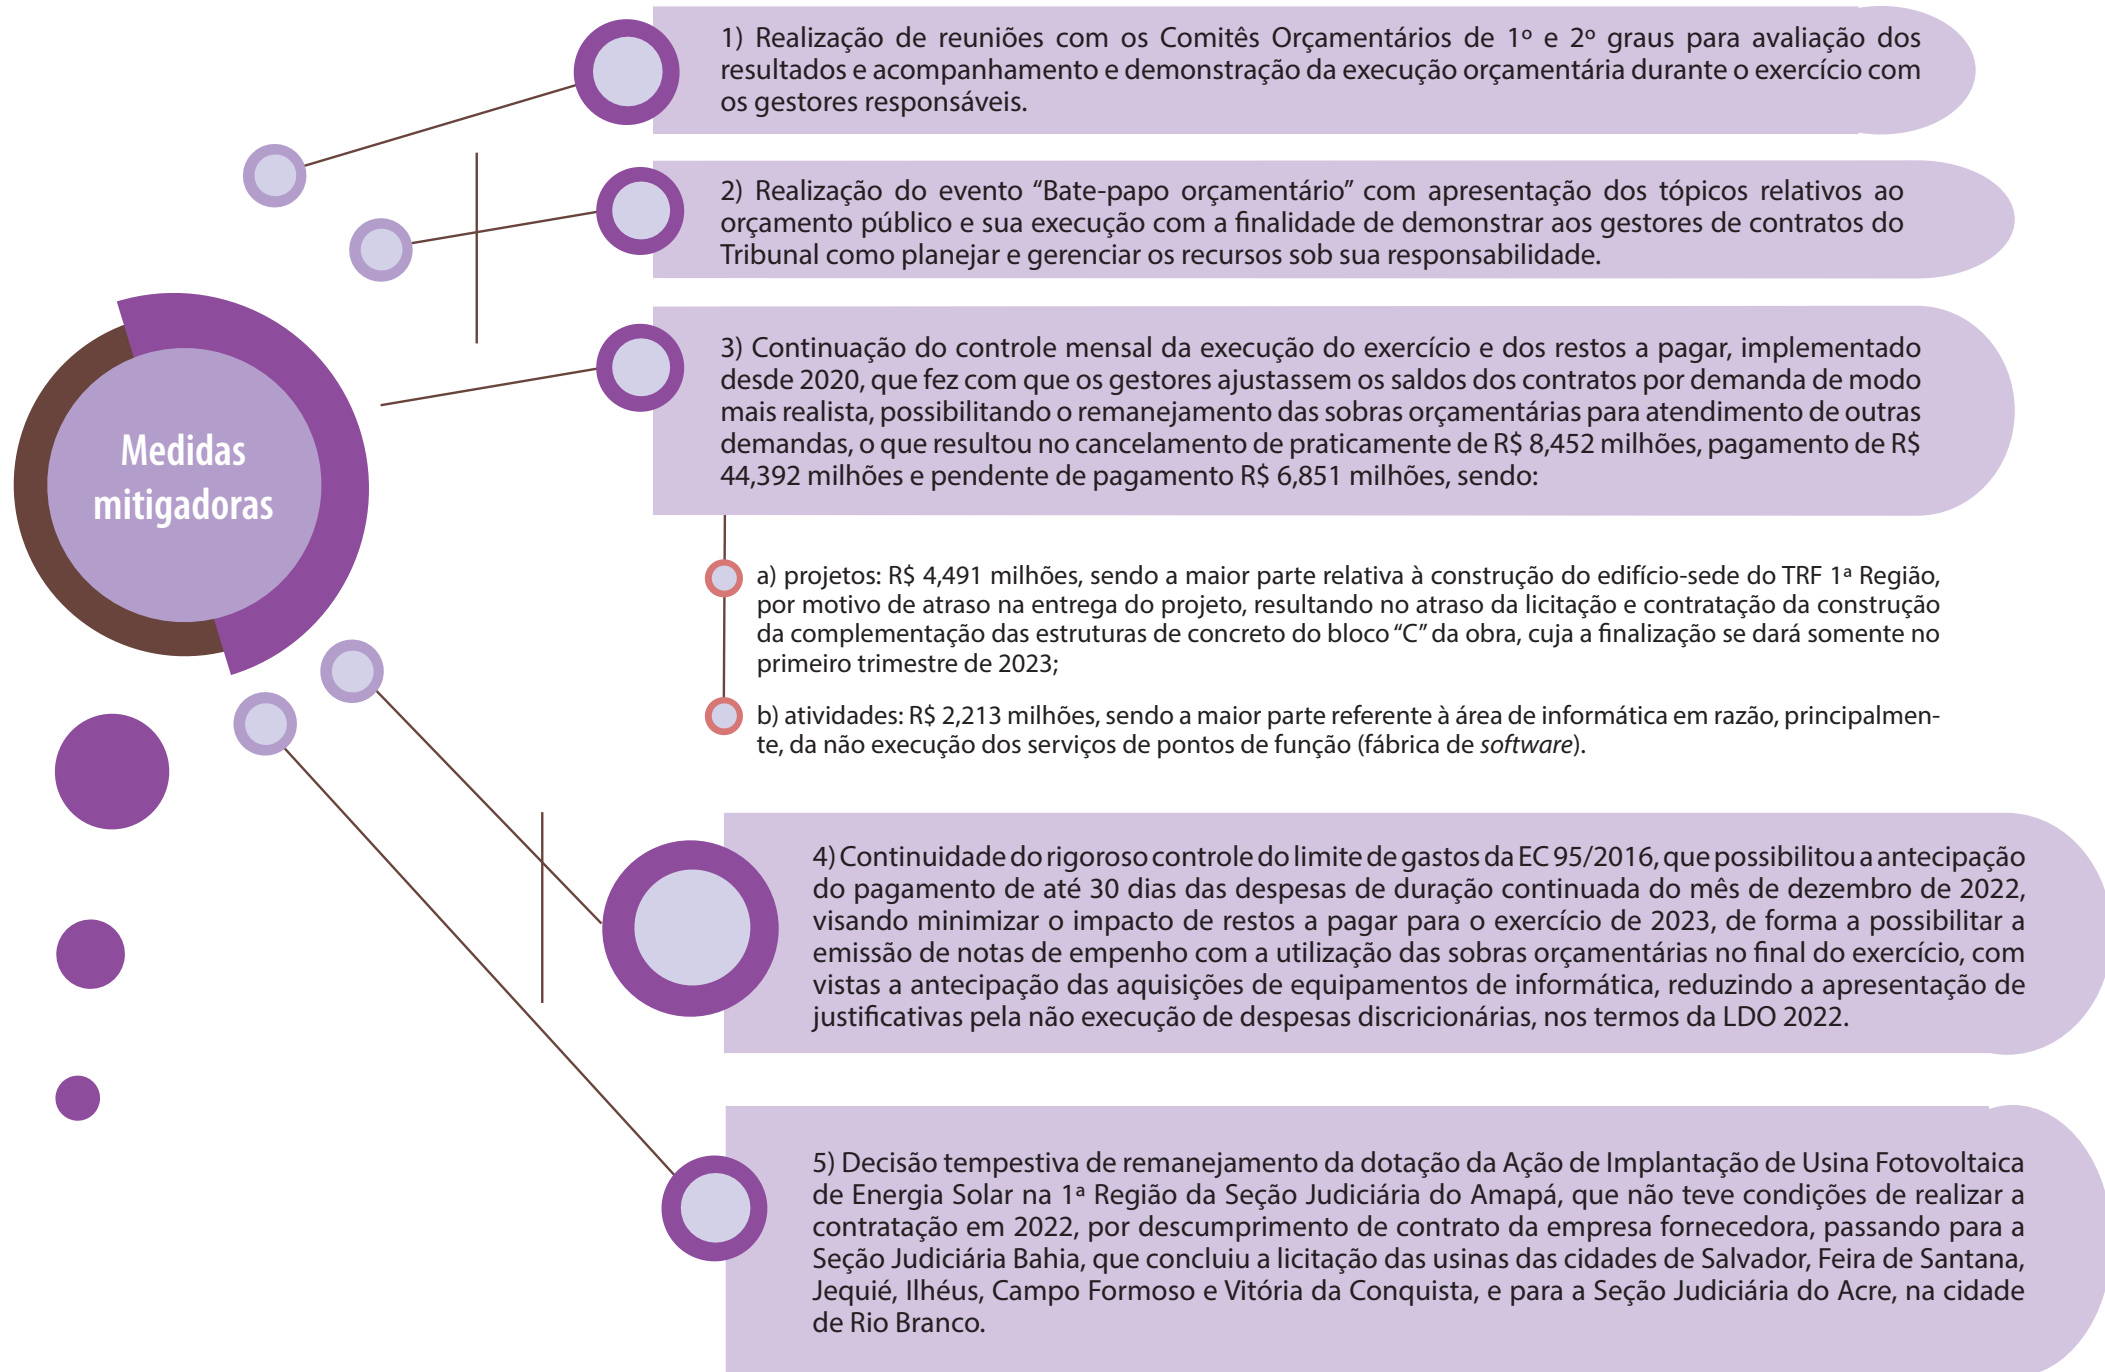 Medidas
mitigadoras
1) Realização de reuniões com os Comitês Orçamentários de 1º e 2º graus para avaliação dos
resultados e acompanhamento e demonstração da execução orçamentária durante o exercício com
os gestores responsáveis.
2) Realização do evento “Bate-papo orçamentário” com apresentação dos tópicos relativos ao
orçamento público e sua execução com a finalidade de demonstrar aos gestores de contratos do
Tribunal como planejar e gerenciar os recursos sob sua responsabilidade.
3) Continuação do controle mensal da execução do exercício e dos restos a pagar, implementado
desde 2020, que fez com que os gestores ajustassem os saldos dos contratos por demanda de modo
mais realista, possibilitando o remanejamento das sobras orçamentárias para atendimento de outras
demandas, o que resultou no cancelamento de praticamente de R$ 8,452 milhões, pagamento de R$
44,392 milhões e pendente de pagamento R$ 6,851 milhões, sendo:
a) projetos: R$ 4,491 milhões, sendo a maior parte relativa à construção do edifício-sede do TRF 1ª Região,
por motivo de atraso na entrega do projeto, resultando no atraso da licitação e contratação da construção
da complementação das estruturas de concreto do bloco “C” da obra, cuja a finalização se dará somente no
primeiro trimestre de 2023;
b) atividades: R$ 2,213 milhões, sendo a maior parte referente à área de informática em razão, principalmen-
te, da não execução dos serviços de pontos de função (fábrica de software).
4) Continuidade do rigoroso controle do limite de gastos da EC 95/2016, que possibilitou a antecipação
do pagamento de até 30 dias das despesas de duração continuada do mês de dezembro de 2022,
visando minimizar o impacto de restos a pagar para o exercício de 2023, de forma a possibilitar a
emissão de notas de empenho com a utilização das sobras orçamentárias no final do exercício, com
vistas a antecipação das aquisições de equipamentos de informática, reduzindo a apresentação de
justificativas pela não execução de despesas discricionárias, nos termos da LDO 2022.
5) Decisão tempestiva de remanejamento da dotação da Ação de Implantação de Usina Fotovoltaica
de Energia Solar na 1ª Região da Seção Judiciária do Amapá, que não teve condições de realizar a
contratação em 2022, por descumprimento de contrato da empresa fornecedora, passando para a
Seção Judiciária Bahia, que concluiu a licitação das usinas das cidades de Salvador, Feira de Santana,
Jequié, Ilhéus, Campo Formoso e Vitória da Conquista, e para a Seção Judiciária do Acre, na cidade
de Rio Branco.